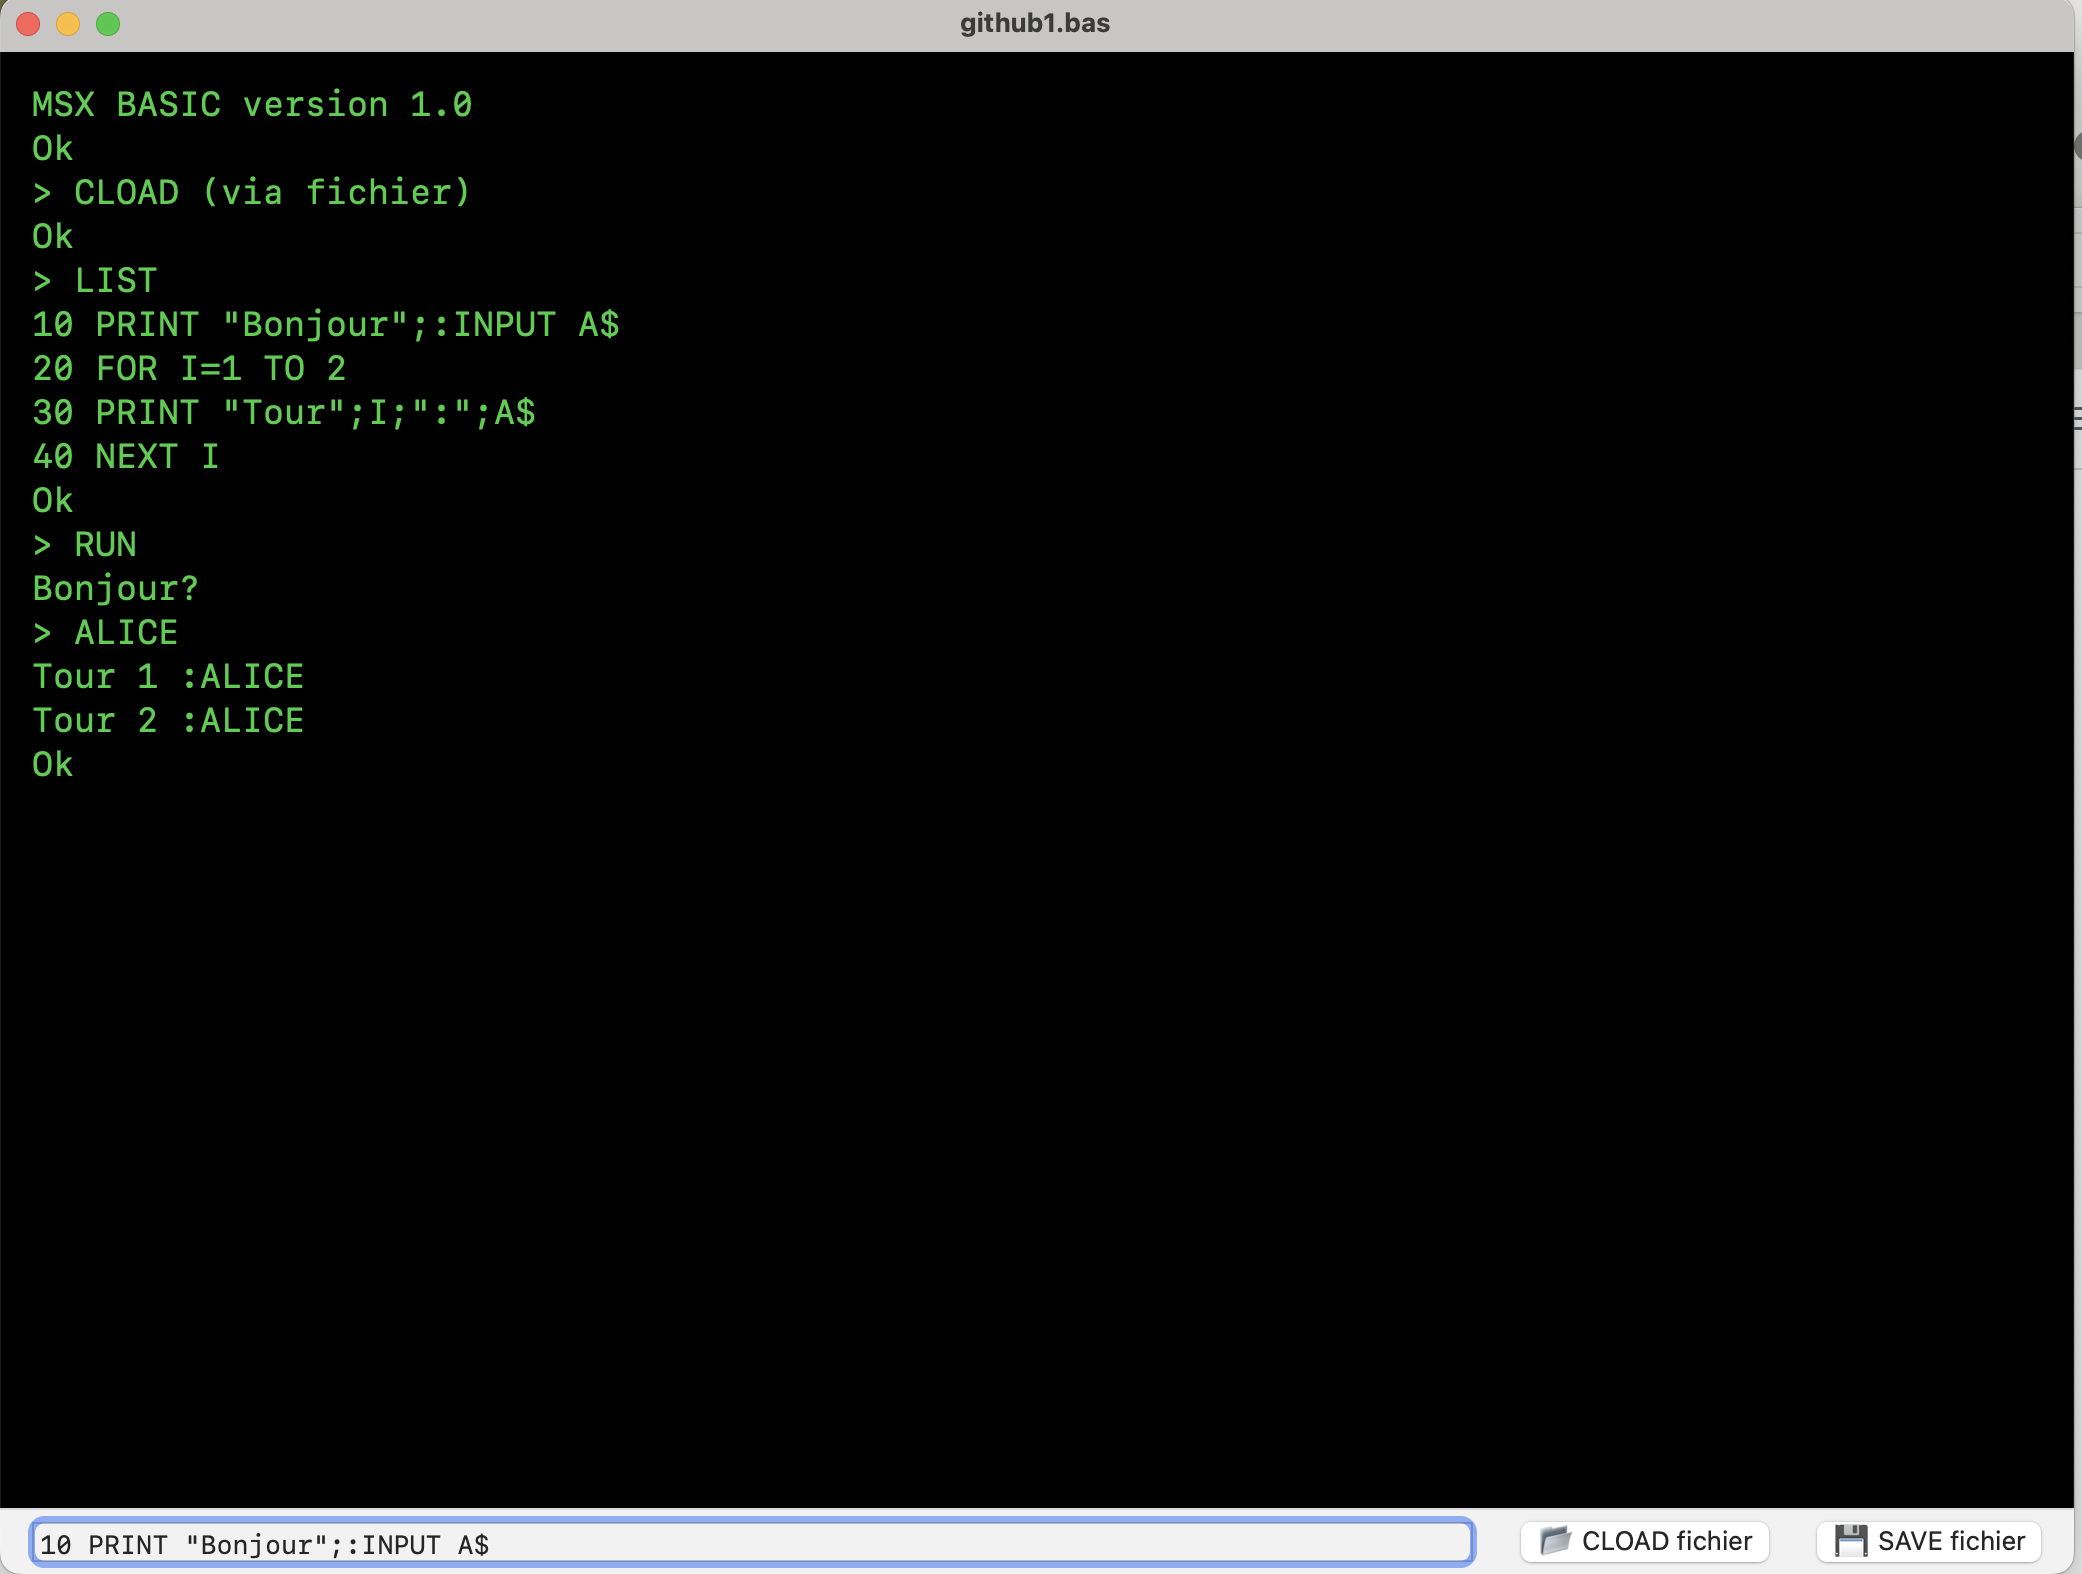 github1.bas
MSX BASIC version 1.0
Ok
> CLOAD (via fichier)
Ok
> LIST
10 PRINT "Bonjour";:INPUT A$
20 FOR I=1 TO 2
30 PRINT "Tour";I;":";A$
40 NEXT I
Ok
> RUN
Bonjour?
> ALICE
Tour 1 :ALICE
Tour 2 :ALICE
Ok
10 PRINT "Bonjour";:INPUT A$
CLOAD fichier
SAVE fichier